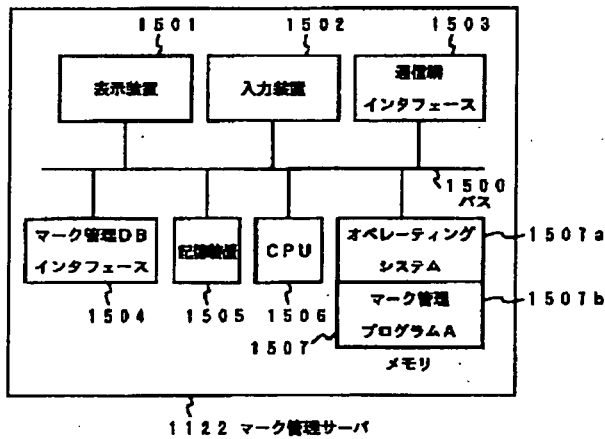 1501
1502
1503
表示装置
入力装置
通信網
インタフェース
1500
バス
マーク管理DB
インタフェース
記憶装置
CPU
オペレーティング
システム
1507a
マーク管理
プログラムA
1507b
1504
1505
1506
1507
メモリ
1122 マーク管理サーバ